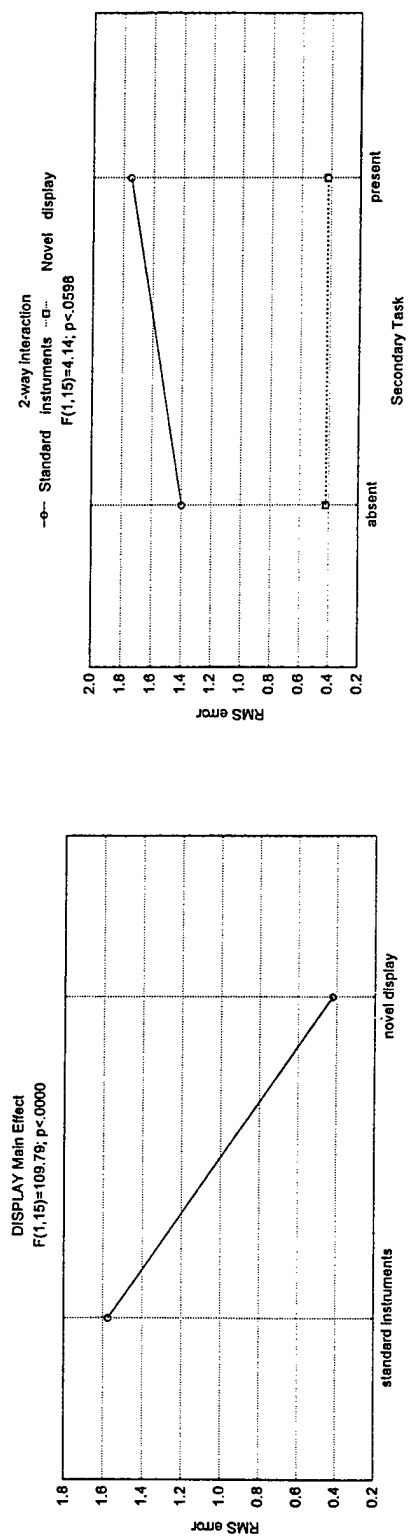 DISPLAY Main Effect
F(1,15)=109.79; p<.0000
RMS error
1.8
1.6
1.4
1.2
1.0
0.8
0.6
0.4
0.2
standard instruments
novel display
2-way interaction
Standard instruments
Novel display
F(1,15)=4.14; p<.0598
RMS error
2.0
1.8
1.6
1.4
1.2
1.0
0.8
0.6
0.4
0.2
absent
present
Secondary Task